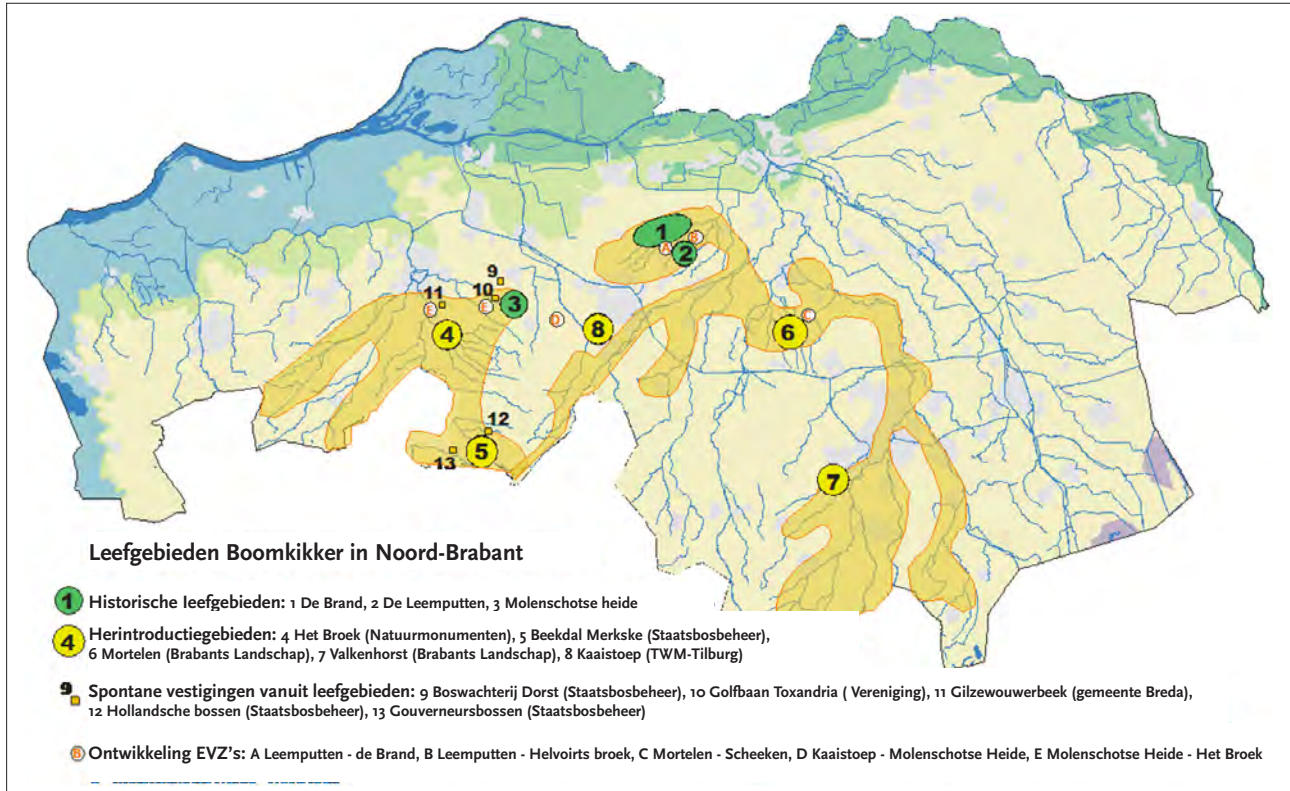 1
B
A
2
9
10
11
E
E
3
D
8
C
4
6
12
5
13
7
Leefgebieden Boomkikker in Noord-Brabant
1 Historische leefgebieden: 1 De Brand, 2 De Leemputten, 3 Molenschotse heide
4 Herintroductiegebieden: 4 Het Broek (Natuurmonumenten), 5 Beekdal Merkske (Staatsbosbeheer),
6 Mortelen (Brabants Landschap), 7 Valkenhorst (Brabants Landschap), 8 Kaaistoep (TWM-Tilburg)
9 Spontane vestigingen vanuit leefgebieden: 9 Boswachterij Dorst (Staatsbosbeheer), 10 Golfbaan Toxandria ( Vereniging), 11 Gilzewouwerbeek (gemeente Breda),
12 Hollandsche bossen (Staatsbosbeheer), 13 Gouverneursbossen (Staatsbosbeheer)
B Ontwikkeling EVZ's: A Leemputten - de Brand, B Leemputten - Helvoirts broek, C Mortelen - Scheeken, D Kaaistoep - Molenschotse Heide, E Molenschotse Heide - Het Broek